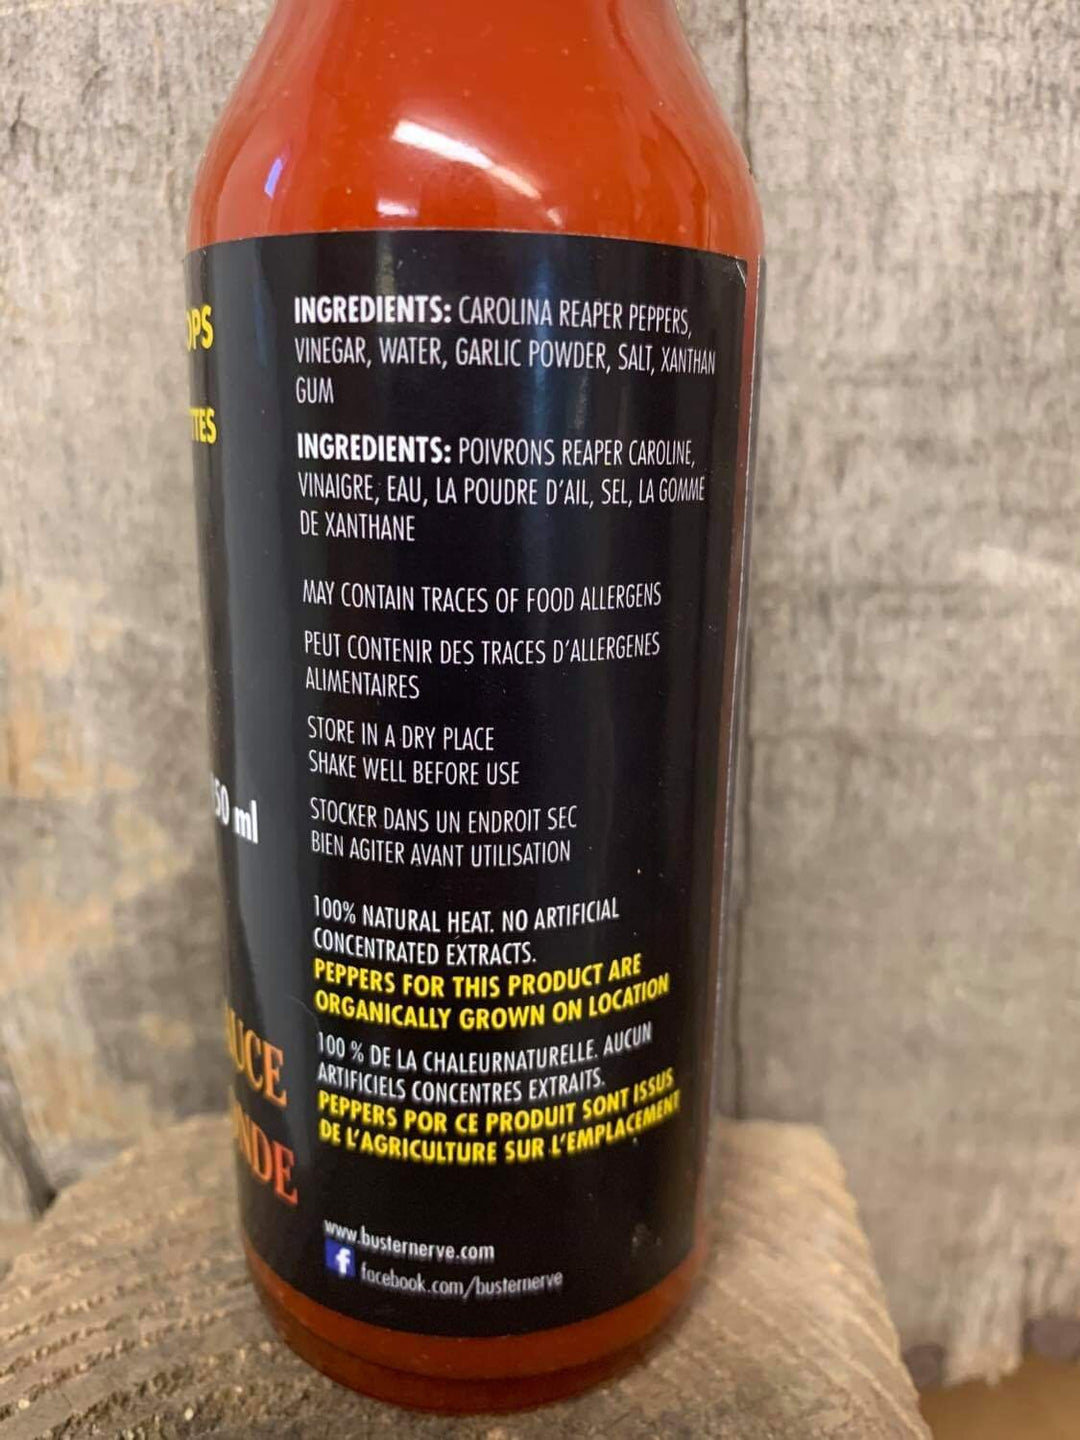 INGREDIENTS: CAROLINA REAPER PEPPERS,
VINEGAR, WATER, GARLIC POWDER, SALT, XANTHAN
GUM
INGREDIENTS: POIVRONS REAPER CAROLINE,
VINAIGRE, EAU, LA POUDRE D'AIL, SEL, LA GOMME
DE XANTHANE
MAY CONTAIN TRACES OF FOOD ALLERGENS
PEUT CONTENIR DES TRACES D'ALLERGENES
ALIMENTAIRES
STORE IN A DRY PLACE
SHAKE WELL BEFORE USE
STOCKER DANS UN ENDROIT SEC
BIEN AGITER AVANT UTILISATION
100% NATURAL HEAT. NO ARTIFICIAL
CONCENTRATED EXTRACTS.
PEPPERS FOR THIS PRODUCT ARE
ORGANICALLY GROWN ON LOCATION
100 % DE LA CHALEURNATURELLE. AUCUN
ARTIFICIELS CONCENTRES EXTRAITS.
PEPPERS POR CE PRODUIT SONT ISSUS
DE L'AGRICULTURE SUR L'EMPLACEMENT
www.busternerve.com
f facebook.com/busternerve
50 ml